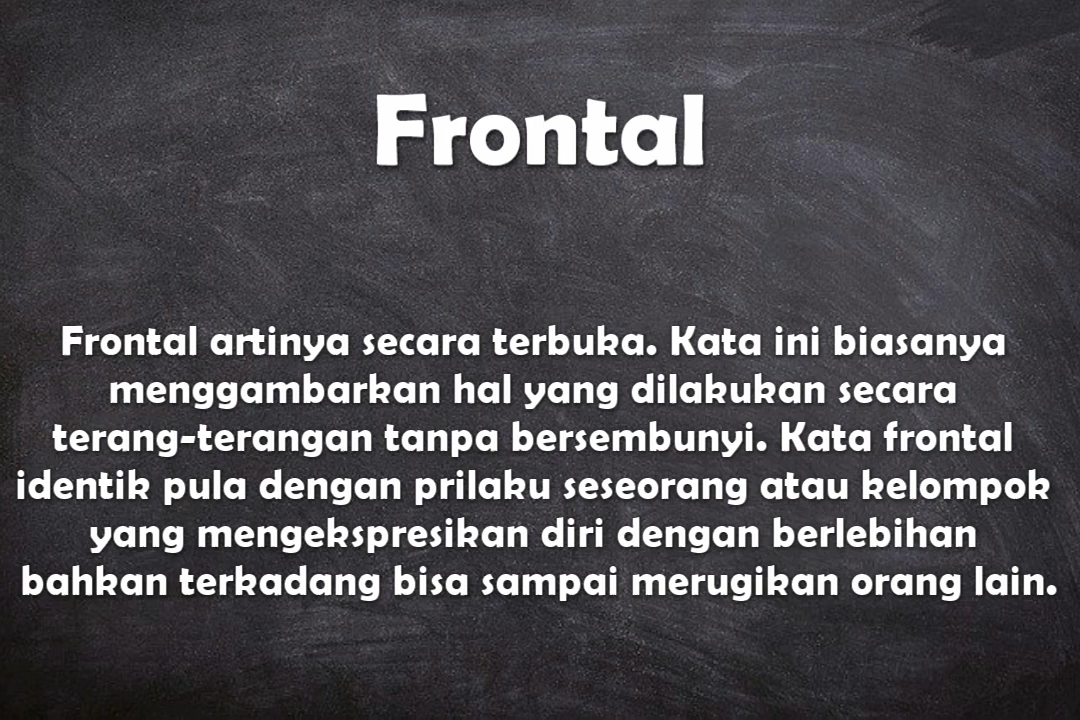 Frontal
Frontal artinya secara terbuka. Kata ini biasanya
menggambarkan hal yang dilakukan secara
terang-terangan tanpa bersembunyi. Kata frontal
identik pula dengan prilaku seseorang atau kelompok
yang mengekspresikan diri dengan berlebihan
bahkan terkadang bisa sampai merugikan orang lain.